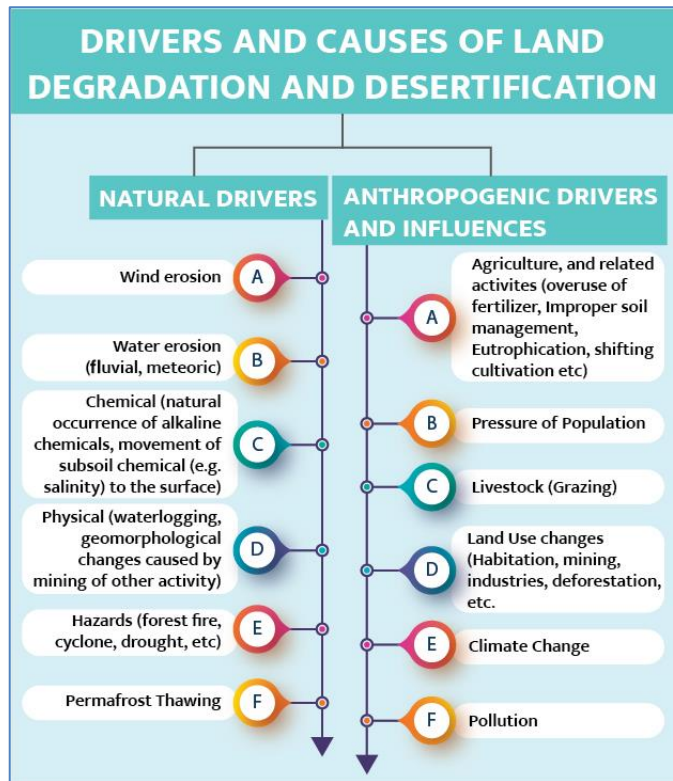 DRIVERS AND CAUSES OF LAND
DEGRADATION AND DESERTIFICATION
NATURAL DRIVERS
Wind erosion
A
Water erosion
(fluvial, meteoric)
B
Chemical (natural
occurrence of alkaline
chemicals, movement of
subsoil chemical (e.g.
salinity) to the surface)
C
Physical (waterlogging,
geomorphological
changes caused by
mining of other activity)
D
Hazards (forest fire,
cyclone, drought, etc)
E
Permafrost Thawing
F
ANTHROPOGENIC DRIVERS
AND INFLUENCES
A
Agriculture, and related
activites (overuse of
fertilizer, Improper soil
management,
Eutrophication, shifting
cultivation etc)
B
Pressure of Population
C
Livestock (Grazing)
D
Land Use changes
(Habitation, mining,
industries, deforestation,
etc.
E
Climate Change
F
Pollution